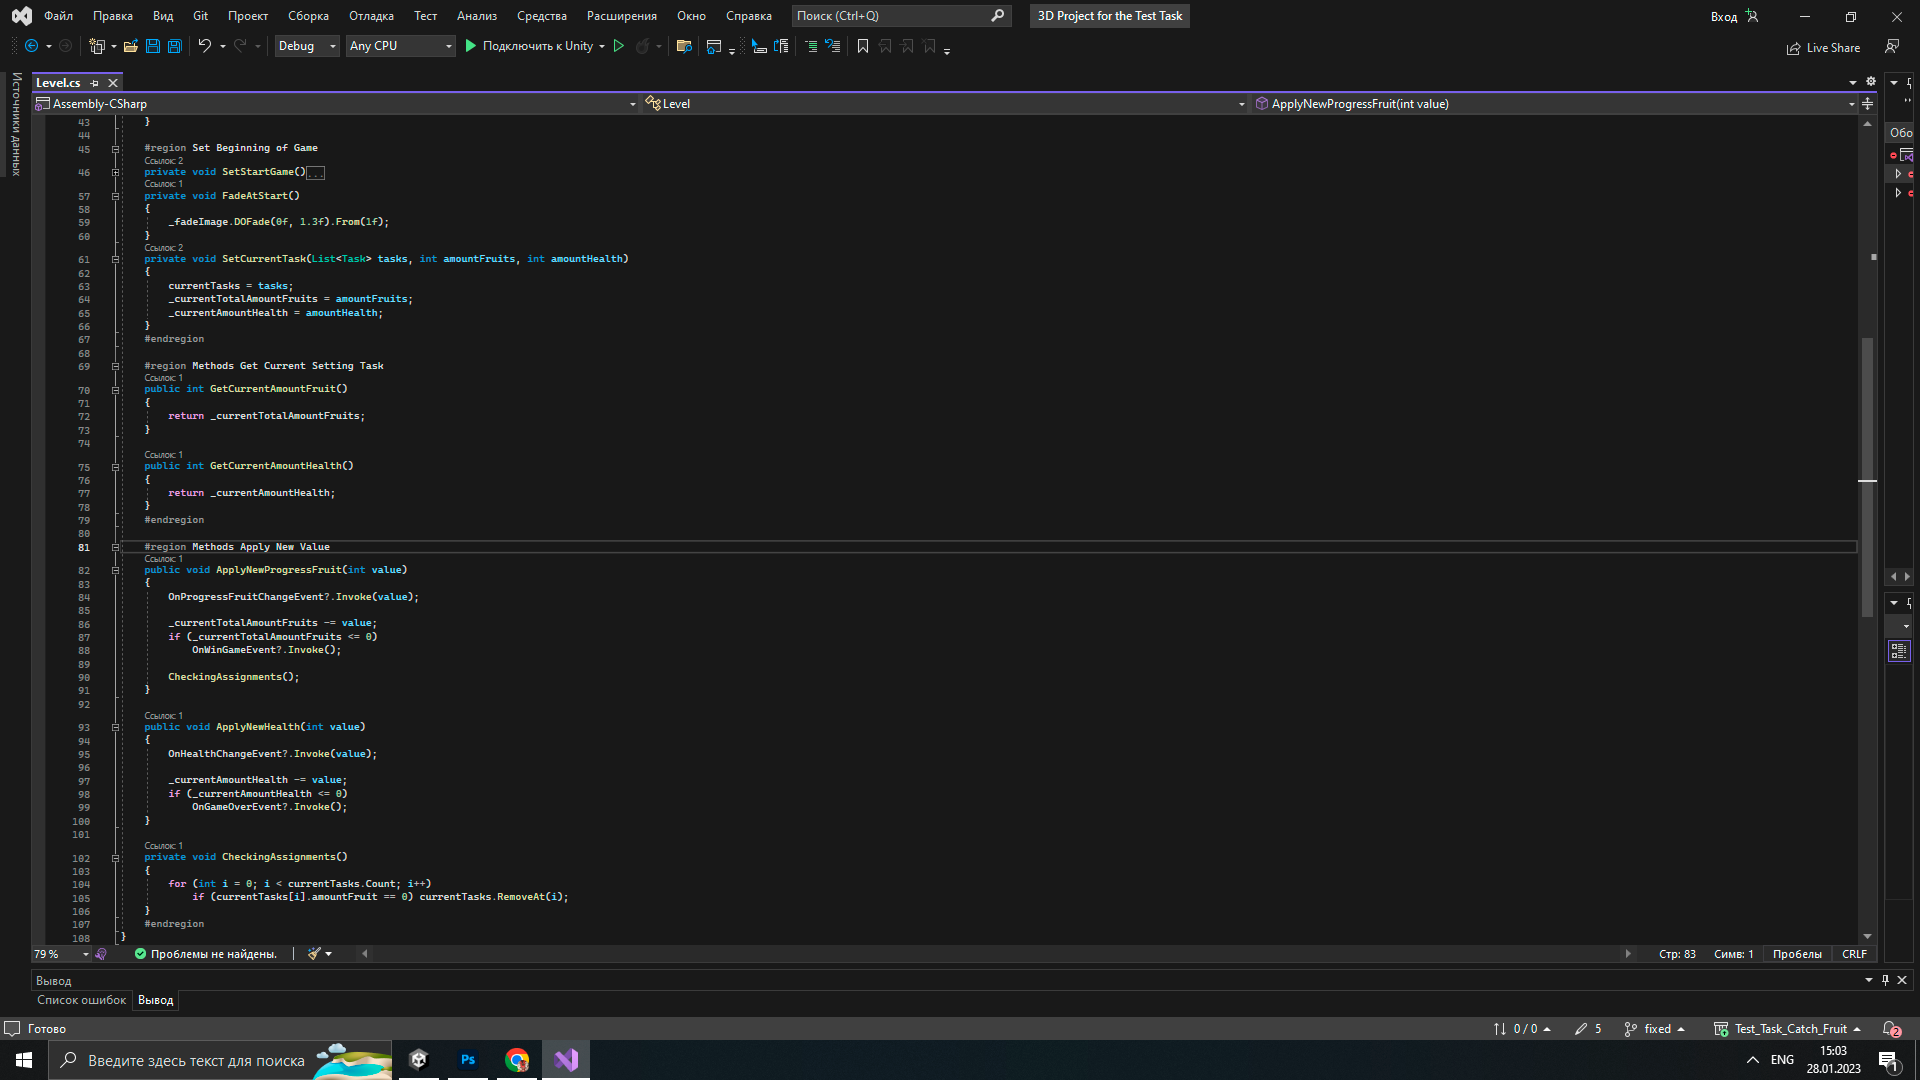 Файл Правка Вид Git Проект Сборка Отладка Тест Анализ Средства Расширения Окно Справка Поиск (Ctrl+Q) 3D Project for the Test Task Вход
Debug Any CPU Подключить к Unity Live Share
Источники данных
Level.cs
Assembly-CSharp Level ApplyNewProgressFruit(int value)
Обо
43 }
44
45 #region Set Beginning of Game
Ссылок: 2
46 private void SetStartGame()...
Ссылок: 1
57 private void FadeAtStart()
58 {
59 _fadeImage.DOFade(0f, 1.3f).From(1f);
60 }
Ссылок: 2
61 private void SetCurrentTask(List<Task> tasks, int amountFruits, int amountHealth)
62 {
63 currentTasks = tasks;
64 _currentTotalAmountFruits = amountFruits;
65 _currentAmountHealth = amountHealth;
66 }
67 #endregion
68
69 #region Methods Get Current Setting Task
Ссылок: 1
70 public int GetCurrentAmountFruit()
71 {
72 return _currentTotalAmountFruits;
73 }
74
Ссылок: 1
75 public int GetCurrentAmountHealth()
76 {
77 return _currentAmountHealth;
78 }
79 #endregion
80
81 #region Methods Apply New Value
Ссылок: 1
82 public void ApplyNewProgressFruit(int value)
83 {
84 OnProgressFruitChangeEvent?.Invoke(value);
85
86 _currentTotalAmountFruits -= value;
87 if (_currentTotalAmountFruits <= 0)
88 OnWinGameEvent?.Invoke();
89
90 CheckingAssignments();
91 }
92
Ссылок: 1
93 public void ApplyNewHealth(int value)
94 {
95 OnHealthChangeEvent?.Invoke(value);
96
97 _currentAmountHealth -= value;
98 if (_currentAmountHealth <= 0)
99 OnGameOverEvent?.Invoke();
100 }
101
Ссылок: 1
102 private void CheckingAssignments()
103 {
104 for (int i = 0; i < currentTasks.Count; i++)
105 if (currentTasks[i].amountFruit == 0) currentTasks.RemoveAt(i);
106 }
107 #endregion
108 }
79 % Проблемы не найдены. Стр: 83 Симв: 1 Пробелы CRLF
Вывод
Список ошибок Вывод
Готово 0 / 0 5 fixed Test_Task_Catch_Fruit 2
Введите здесь текст для поиска Ps ENG 15:03
28.01.2023 1